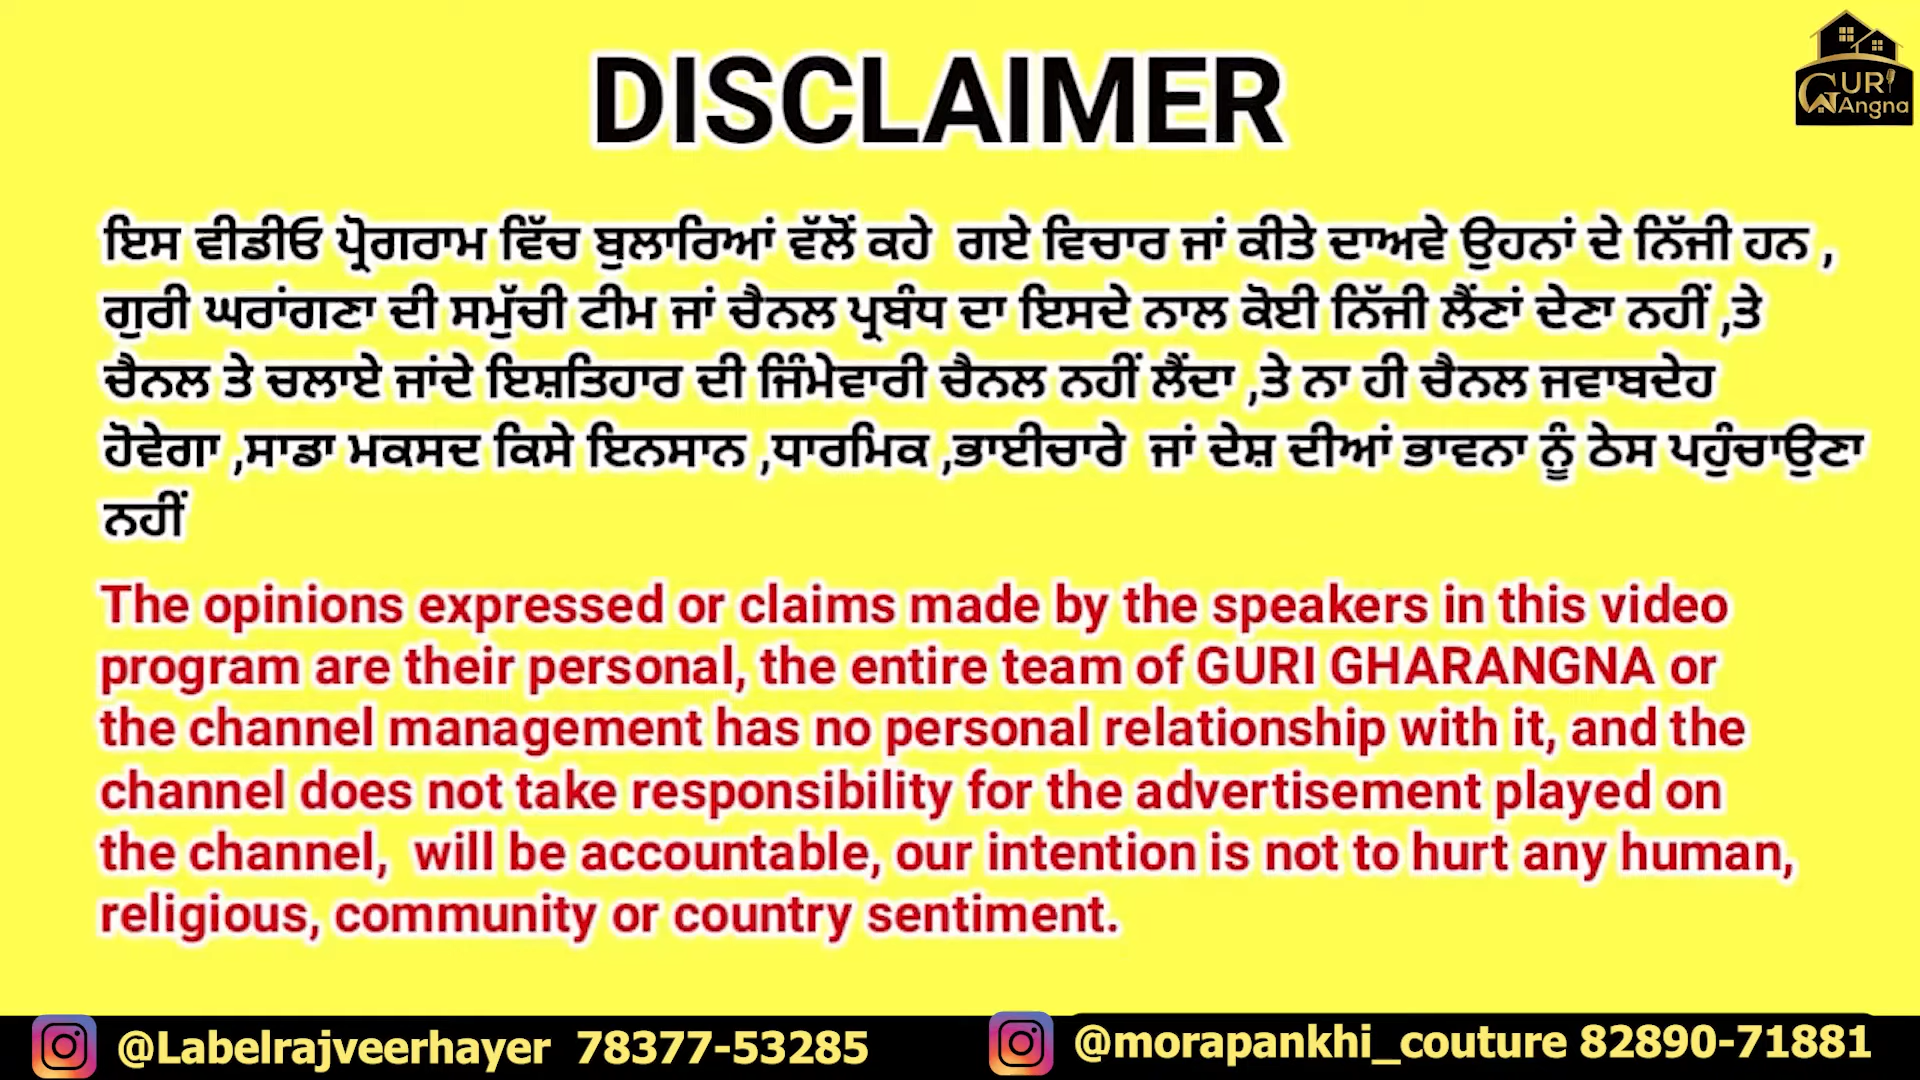 DISCLAIMER
GURI
Angna
ਇਸ ਵੀਡੀਓ ਪ੍ਰੋਗਰਾਮ ਵਿੱਚ ਬੁਲਾਰਿਆਂ ਵੱਲੋਂ ਕਹੇ ਗਏ ਵਿਚਾਰ ਜਾਂ ਕੀਤੇ ਦਾਅਵੇ ਉਹਨਾਂ ਦੇ ਨਿੱਜੀ ਹਨ ,
ਗੁਰੀ ਘਰਾਂਗਣਾ ਦੀ ਸਮੁੱਚੀ ਟੀਮ ਜਾਂ ਚੈਨਲ ਪ੍ਰਬੰਧ ਦਾ ਇਸਦੇ ਨਾਲ ਕੋਈ ਨਿੱਜੀ ਲੈਂਣਾਂ ਦੇਣਾ ਨਹੀਂ ,ਤੇ
ਚੈਨਲ ਤੇ ਚਲਾਏ ਜਾਂਦੇ ਇਸ਼ਤਿਹਾਰ ਦੀ ਜਿੰਮੇਵਾਰੀ ਚੈਨਲ ਨਹੀਂ ਲੈਂਦਾ ,ਤੇ ਨਾ ਹੀ ਚੈਨਲ ਜਵਾਬਦੇਹ
ਹੋਵੇਗਾ ,ਸਾਡਾ ਮਕਸਦ ਕਿਸੇ ਇਨਸਾਨ ,ਧਾਰਮਿਕ ,ਭਾਈਚਾਰੇ ਜਾਂ ਦੇਸ਼ ਦੀਆਂ ਭਾਵਨਾ ਨੂੰ ਠੇਸ ਪਹੁੰਚਾਉਣਾ
ਨਹੀਂ
The opinions expressed or claims made by the speakers in this video
program are their personal, the entire team of GURI GHARANGNA or
the channel management has no personal relationship with it, and the
channel does not take responsibility for the advertisement played on
the channel, will be accountable, our intention is not to hurt any human,
religious, community or country sentiment.
@Labelrajveerhayer 78377-53285
@morapankhi_couture 82890-71881